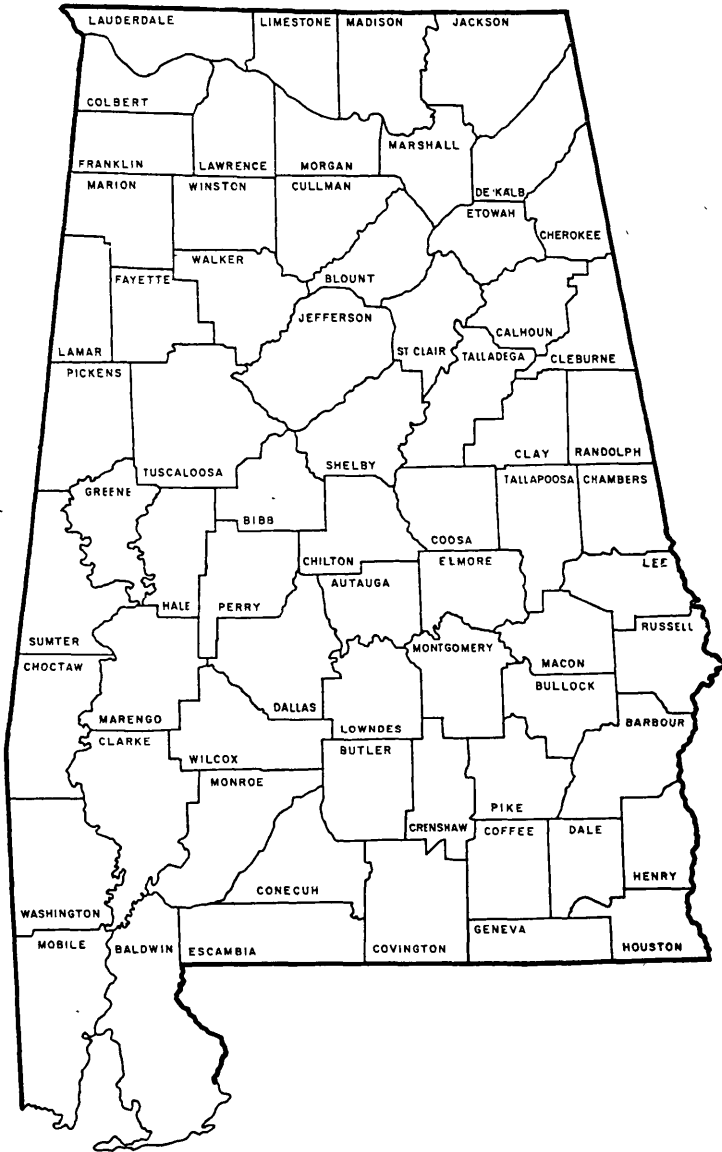 LAUDERDALE
LIMESTONE
MADISON
JACKSON
COLBERT
MARSHALL
FRANKLIN
LAWRENCE
MORGAN
MARION
WINSTON
CULLMAN
DE'KALB
ETOWAH
CHEROKEE
WALKER
FAYETTE
BLOUNT
JEFFERSON
CALHOUN
LAMAR
ST CLAIR
TALLADEGA
CLEBURNE
PICKENS
TUSCALOOSA
SHELBY
CLAY
RANDOLPH
GREENE
TALLAPOOSA
CHAMBERS
BIBB
COOSA
CHILTON
ELMORE
LEE
AUTAUGA
HALE
PERRY
SUMTER
RUSSELL
CHOCTAW
MONTGOMERY
MACON
BULLOCK
DALLAS
MARENGO
LOWNDES
BARBOUR
CLARKE
WILCOX
BUTLER
MONROE
PIKE
CRENSHAW
COFFEE
DALE
HENRY
CONECUH
WASHINGTON
GENEVA
MOBILE
BALDWIN
ESCAMBIA
COVINGTON
HOUSTON